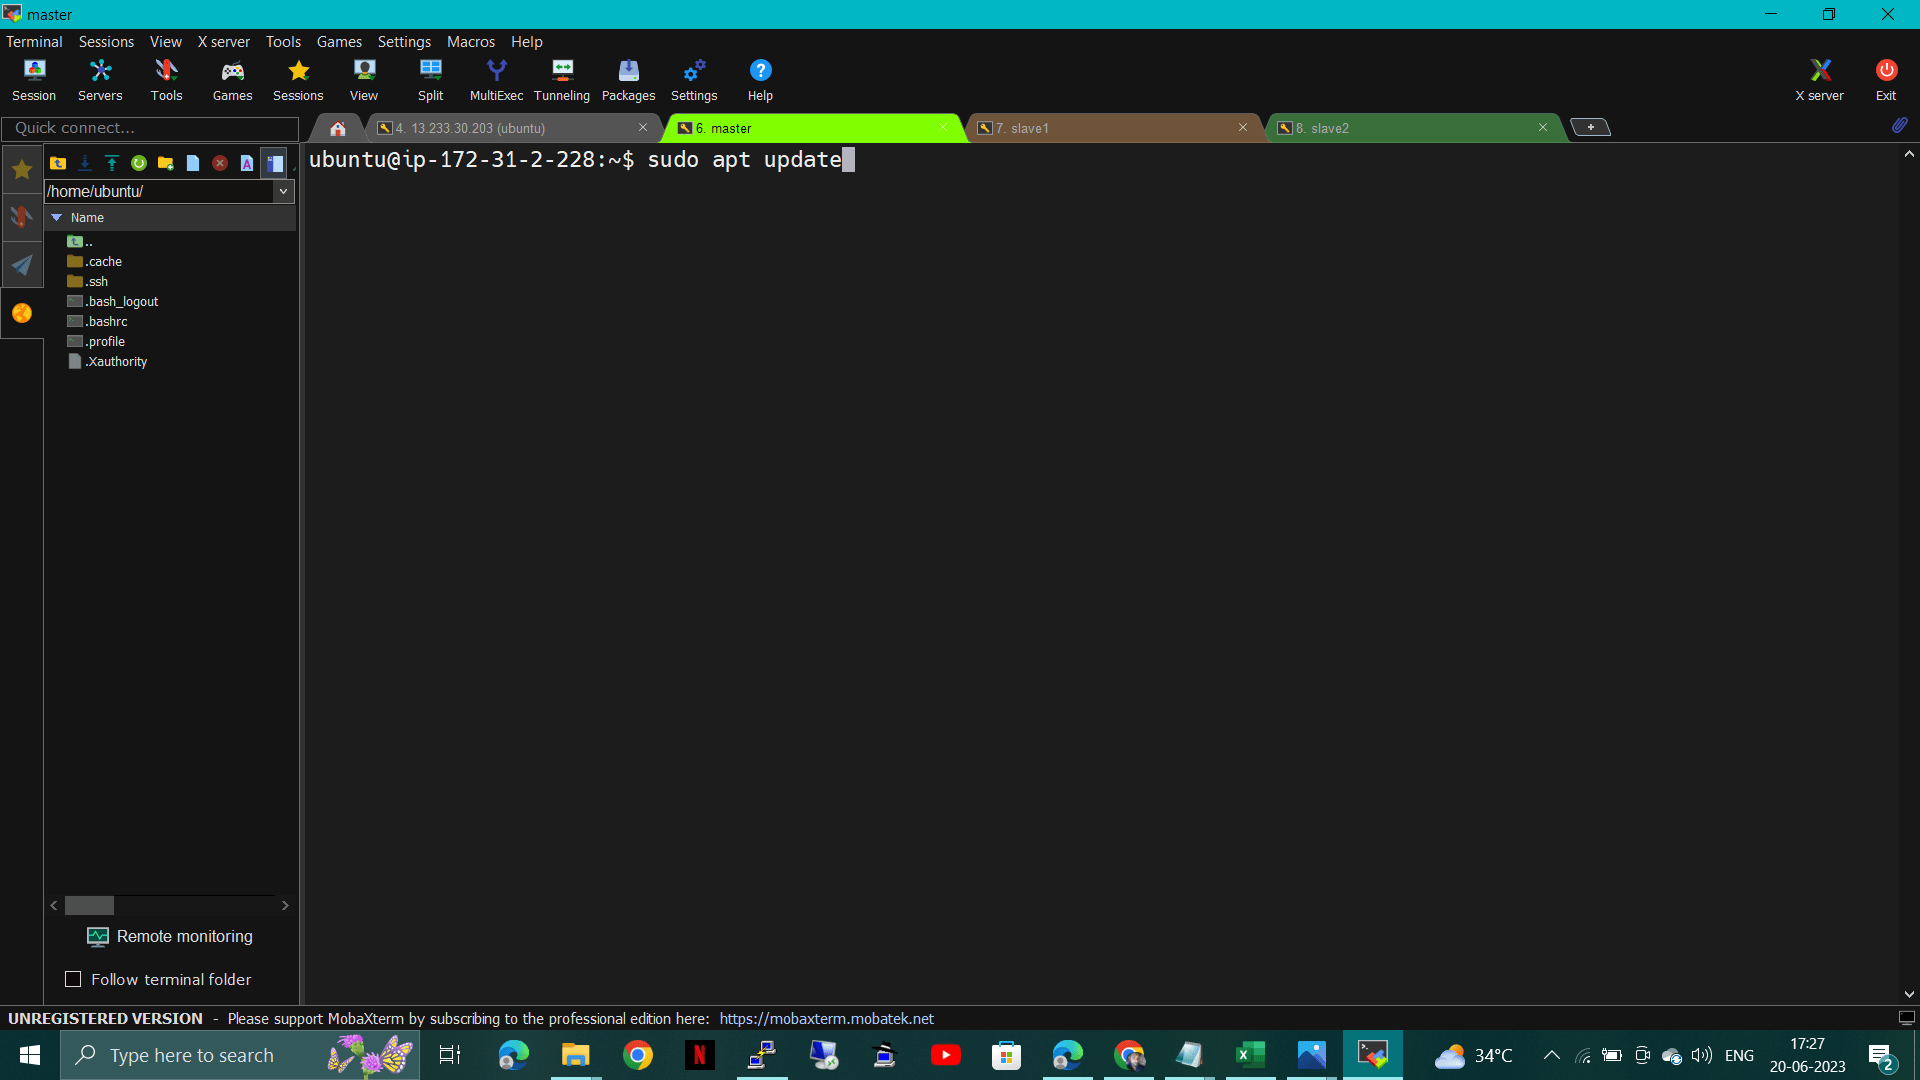 master
Terminal Sessions View X server Tools Games Settings Macros Help
Session Servers Tools Games Sessions View Split MultiExec Tunneling Packages Settings Help X server Exit
Quick connect...
4. 13.233.30.203 (ubuntu)
6. master
7. slave1
8. slave2
/home/ubuntu/
Name
..
.cache
.ssh
.bash_logout
.bashrc
.profile
.Xauthority
ubuntu@ip-172-31-2-228:~$ sudo apt update
Remote monitoring
Follow terminal folder
UNREGISTERED VERSION - Please support MobaXterm by subscribing to the professional edition here: https://mobaxterm.mobatek.net
Type here to search
34°C
ENG
17:27
20-06-2023
2